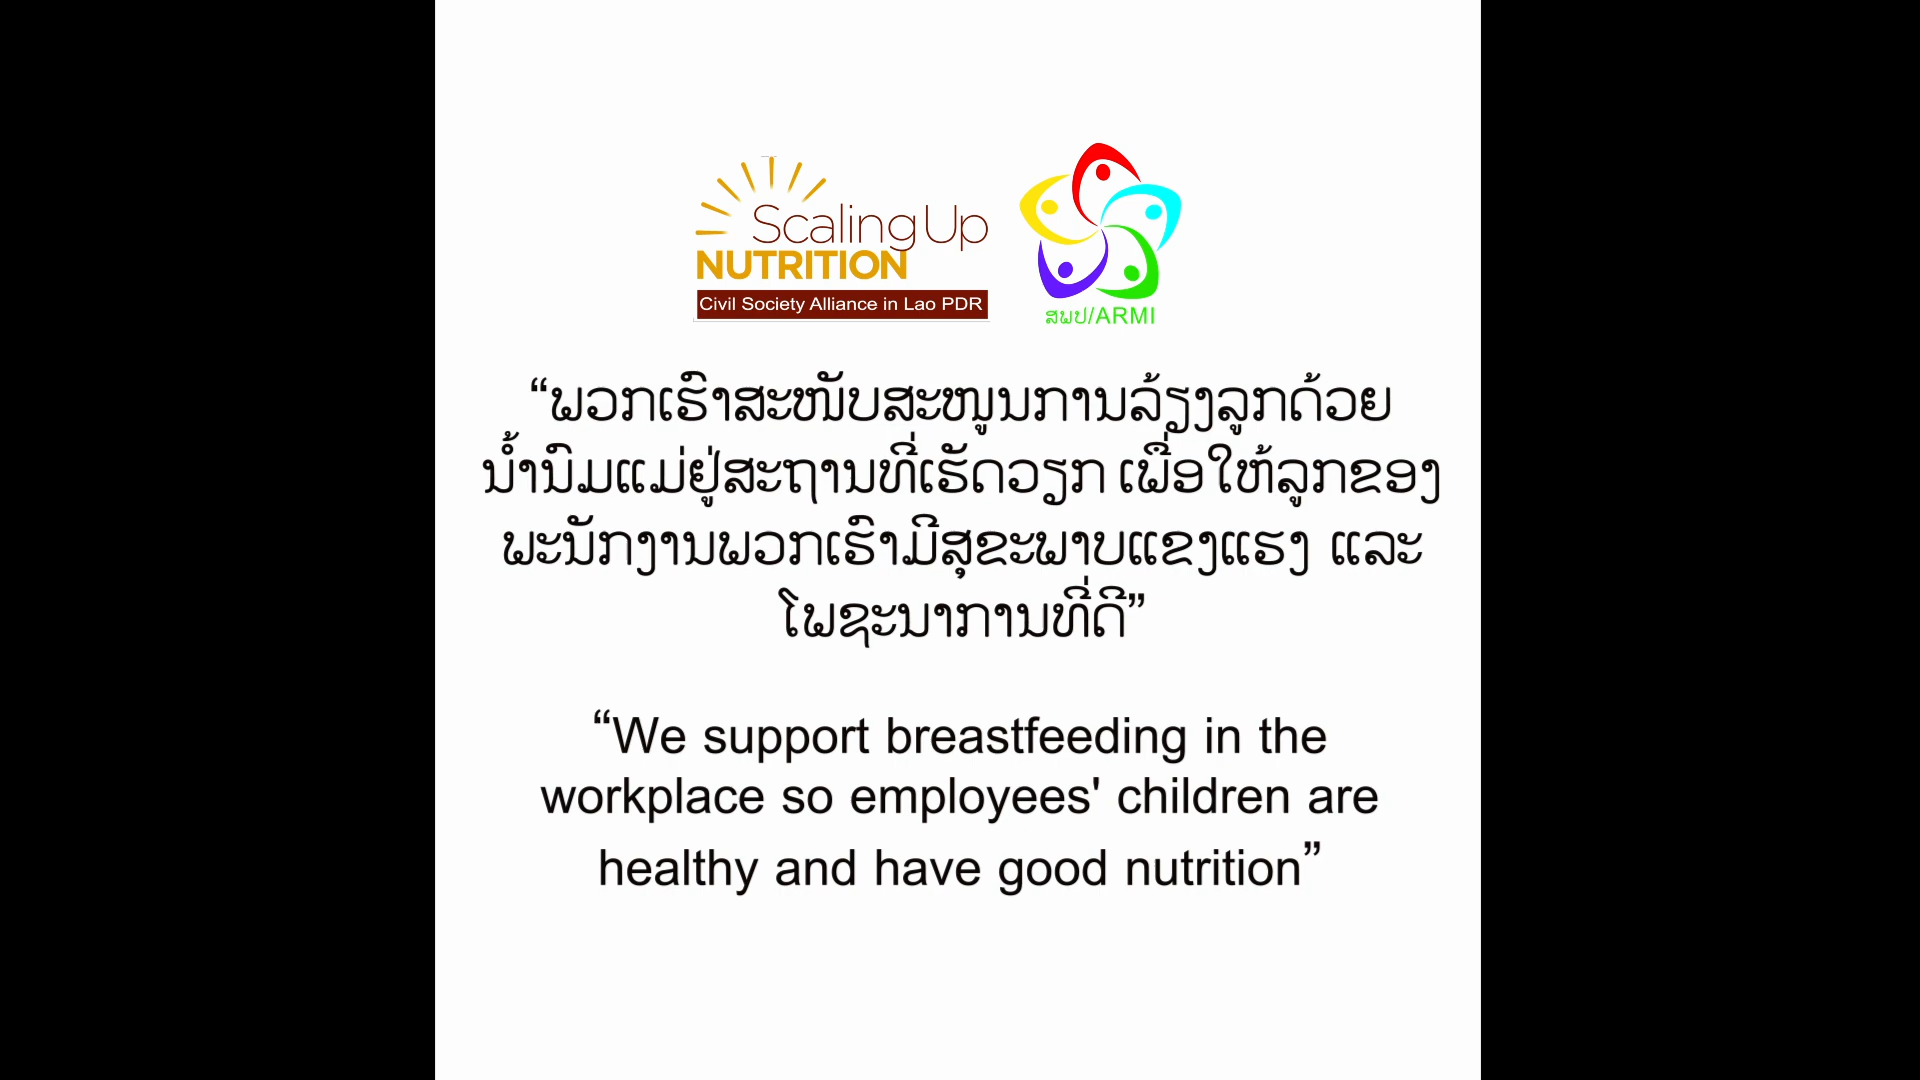 Scaling Up
NUTRITION
Civil Society Alliance in Lao PDR
ສພປ/ARMI
“ພວກເຮົາສະໜັບສະໜູນການລ້ຽງລູກດ້ວຍ
ນ້ຳນົມແມ່ຢູ່ສະຖານທີ່ເຮັດວຽກ ເພື່ອໃຫ້ລູກຂອງ
ພະນັກງານພວກເຮົາມີສຸຂະພາບແຂງແຮງ ແລະ
ໂພຊະນາການທີ່ດີ”
“We support breastfeeding in the
workplace so employees' children are
healthy and have good nutrition”